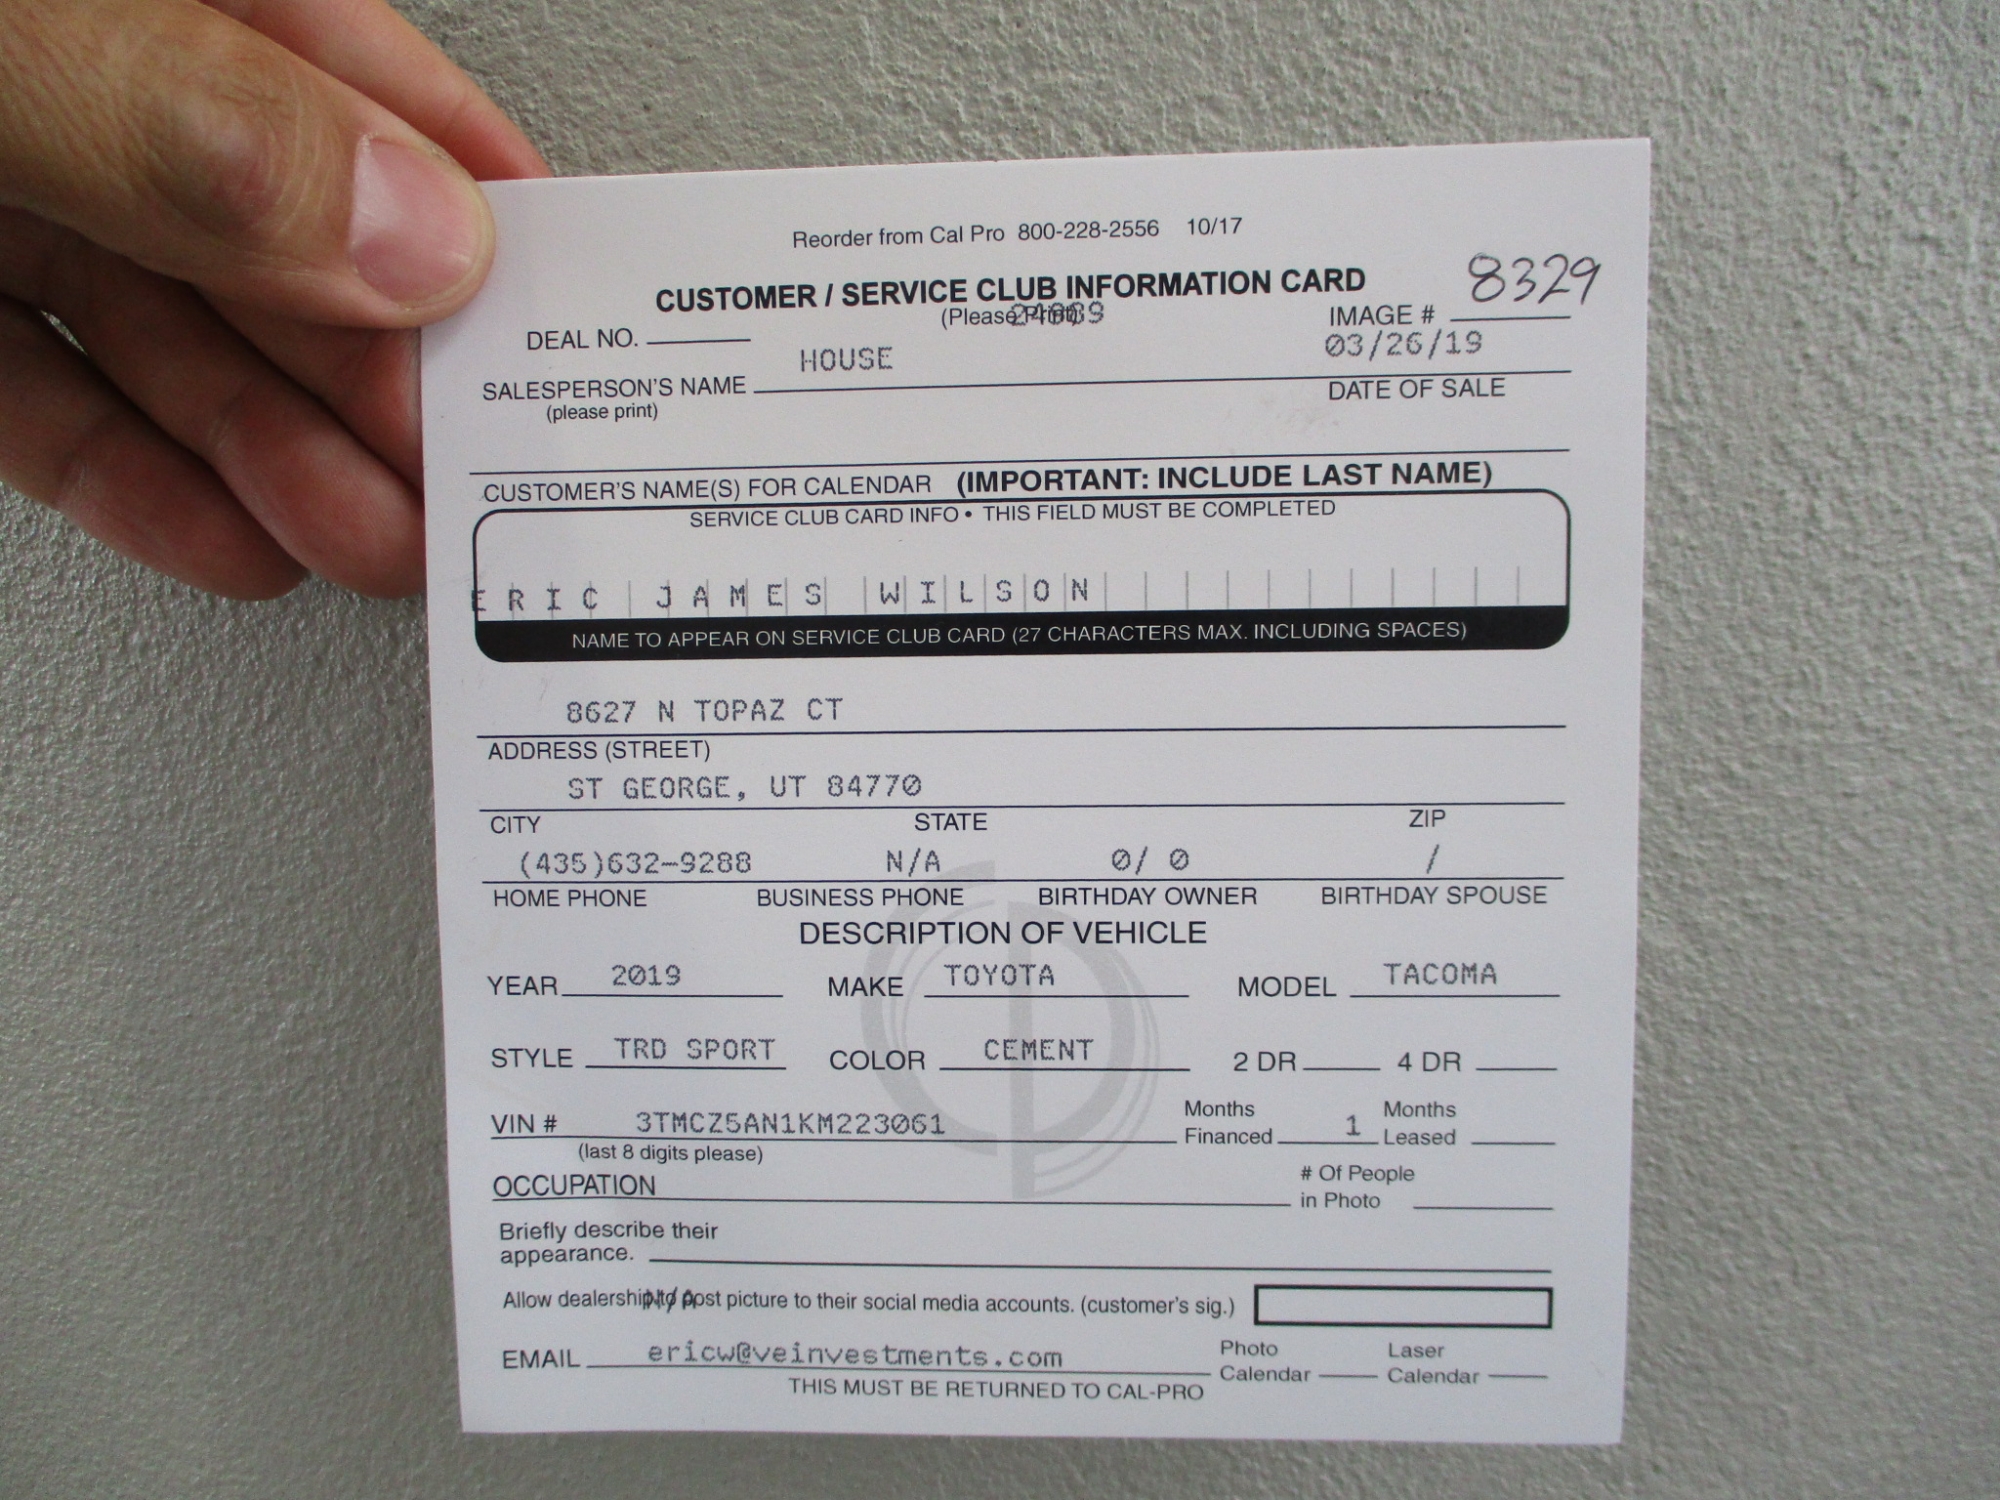 Reorder from Cal Pro 800-228-2556 10/17
CUSTOMER / SERVICE CLUB INFORMATION CARD
8329
(Please Print)
IMAGE #
DEAL NO.
HOUSE
03/26/19
SALESPERSON'S NAME
DATE OF SALE
(please print)
CUSTOMER'S NAME(S) FOR CALENDAR (IMPORTANT: INCLUDE LAST NAME)
SERVICE CLUB CARD INFO • THIS FIELD MUST BE COMPLETED
ERIC JAMES WILSON
NAME TO APPEAR ON SERVICE CLUB CARD (27 CHARACTERS MAX. INCLUDING SPACES)
8627 N TOPAZ CT
ADDRESS (STREET)
ST GEORGE, UT 84770
CITY STATE ZIP
(435)632-9288 N/A 0/ 0 /
HOME PHONE BUSINESS PHONE BIRTHDAY OWNER BIRTHDAY SPOUSE
DESCRIPTION OF VEHICLE
YEAR 2019 MAKE TOYOTA MODEL TACOMA
STYLE TRD SPORT COLOR CEMENT 2 DR 4 DR
VIN # 3TMCZ5AN1KM223061 Months Financed 1 Months Leased
(last 8 digits please)
OCCUPATION # Of People in Photo
Briefly describe their
appearance.
Allow dealership to post picture to their social media accounts. (customer's sig.)
N/A
EMAIL ericw@veinvestments.com Photo Calendar Laser Calendar
THIS MUST BE RETURNED TO CAL-PRO